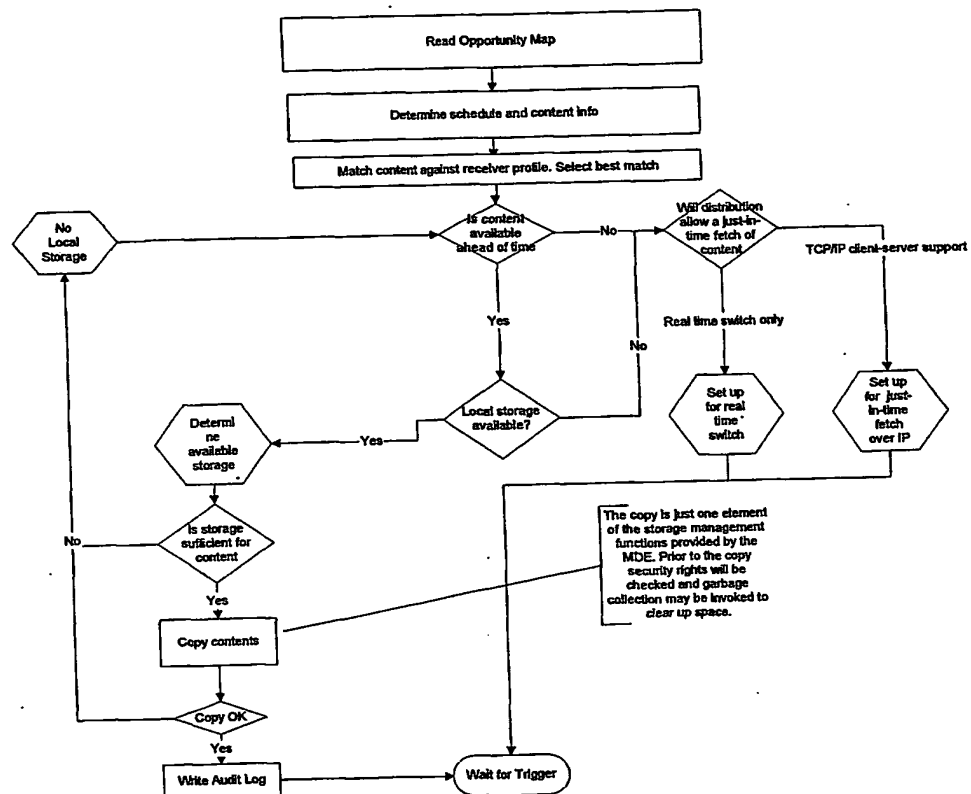 Read Opportunity Map
Determine schedule and content info
Match content against receiver profile. Select best match
No
Local
Storage
Is content
available
ahead of time
No
Will distribution
allow a just-in-
time fetch of
content
TCP/IP client-server support
Yes
Real time switch only
No
Determi
ne
available
storage
Yes
Local storage
available?
Set up
for real
time
switch
Set up
for just-
in-time
fetch
over IP
No
Is storage
sufficient for
content
The copy is just one element
of the storage management
functions provided by the
MDE. Prior to the copy
security rights will be
checked and garbage
collection may be invoked to
clear up space.
Yes
Copy contents
Copy OK
Yes
Write Audit Log
Wait for Trigger